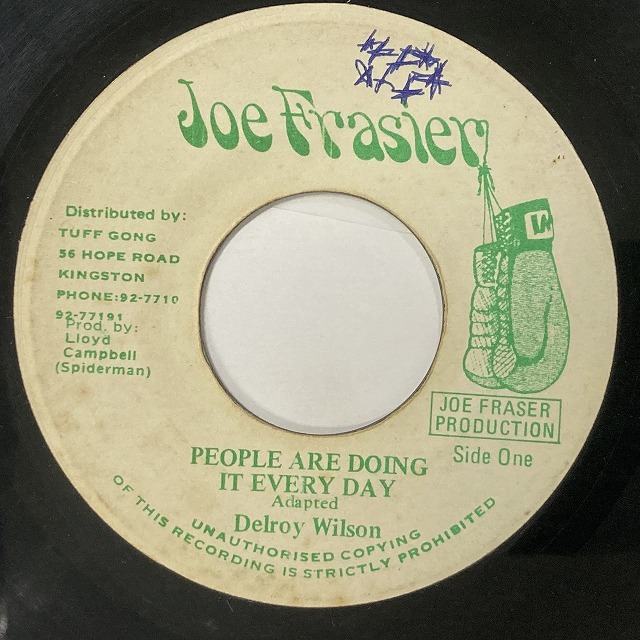 Joe Frasier
Distributed by:
TUFF GONG
56 HOPE ROAD
KINGSTON
PHONE:92-7710
92-77191
Prod. by:
Lloyd
Campbell
(Spiderman)
JOE FRASER
PRODUCTION
Side One
PEOPLE ARE DOING
IT EVERY DAY
Adapted
Delroy Wilson
UNAUTHORISED COPYING
OF THIS RECORDING IS STRICTLY PROHIBITED